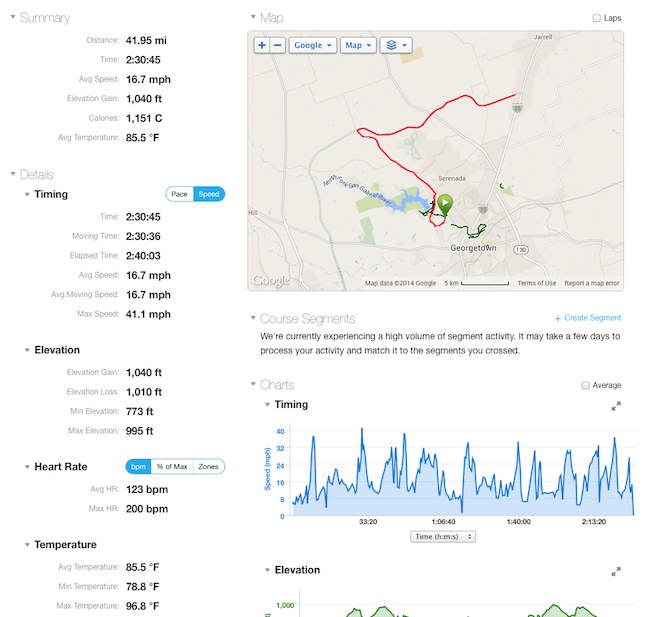 Summary
Distance: 41.95 mi
Time: 2:30:45
Avg Speed: 16.7 mph
Elevation Gain: 1,040 ft
Calories: 1,151 C
Avg Temperature: 85.5 °F
Details
Timing
Pace Speed
Time: 2:30:45
Moving Time: 2:30:36
Elapsed Time: 2:40:03
Avg Speed: 16.7 mph
Avg Moving Speed: 16.7 mph
Max Speed: 41.1 mph
Elevation
Elevation Gain: 1,040 ft
Elevation Loss: 1,010 ft
Min Elevation: 773 ft
Max Elevation: 995 ft
Heart Rate
bpm % of Max Zones
Avg HR: 123 bpm
Max HR: 200 bpm
Temperature
Avg Temperature: 85.5 °F
Min Temperature: 78.8 °F
Max Temperature: 96.8 °F
Map
Laps
+ − Google Map
Jarrell
Serenada
North Fork San Gabriel River
Hill
Georgetown
130
Google
Map data ©2014 Google 5 km Terms of Use Report a map error
Course Segments
+ Create Segment
We're currently experiencing a high volume of segment activity. It may take a few days to
process your activity and match it to the segments you crossed.
Charts
Average
Timing
Speed (mph)
40
32
24
16
8
0
33:20 1:06:40 1:40:00 2:13:20
Time (h:m:s)
Elevation
1,000